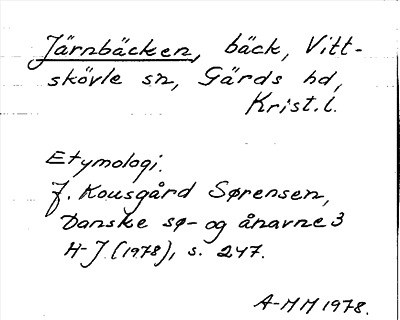 Järnbäcken, bäck, Vitt-
skövle sn, Gärds hd,
Krist. l.
Etymologi.
J. Kousgård Sørensen,
Danske sø- og ånavne 3
H-J (1978), s. 247.
A-MM 1978.